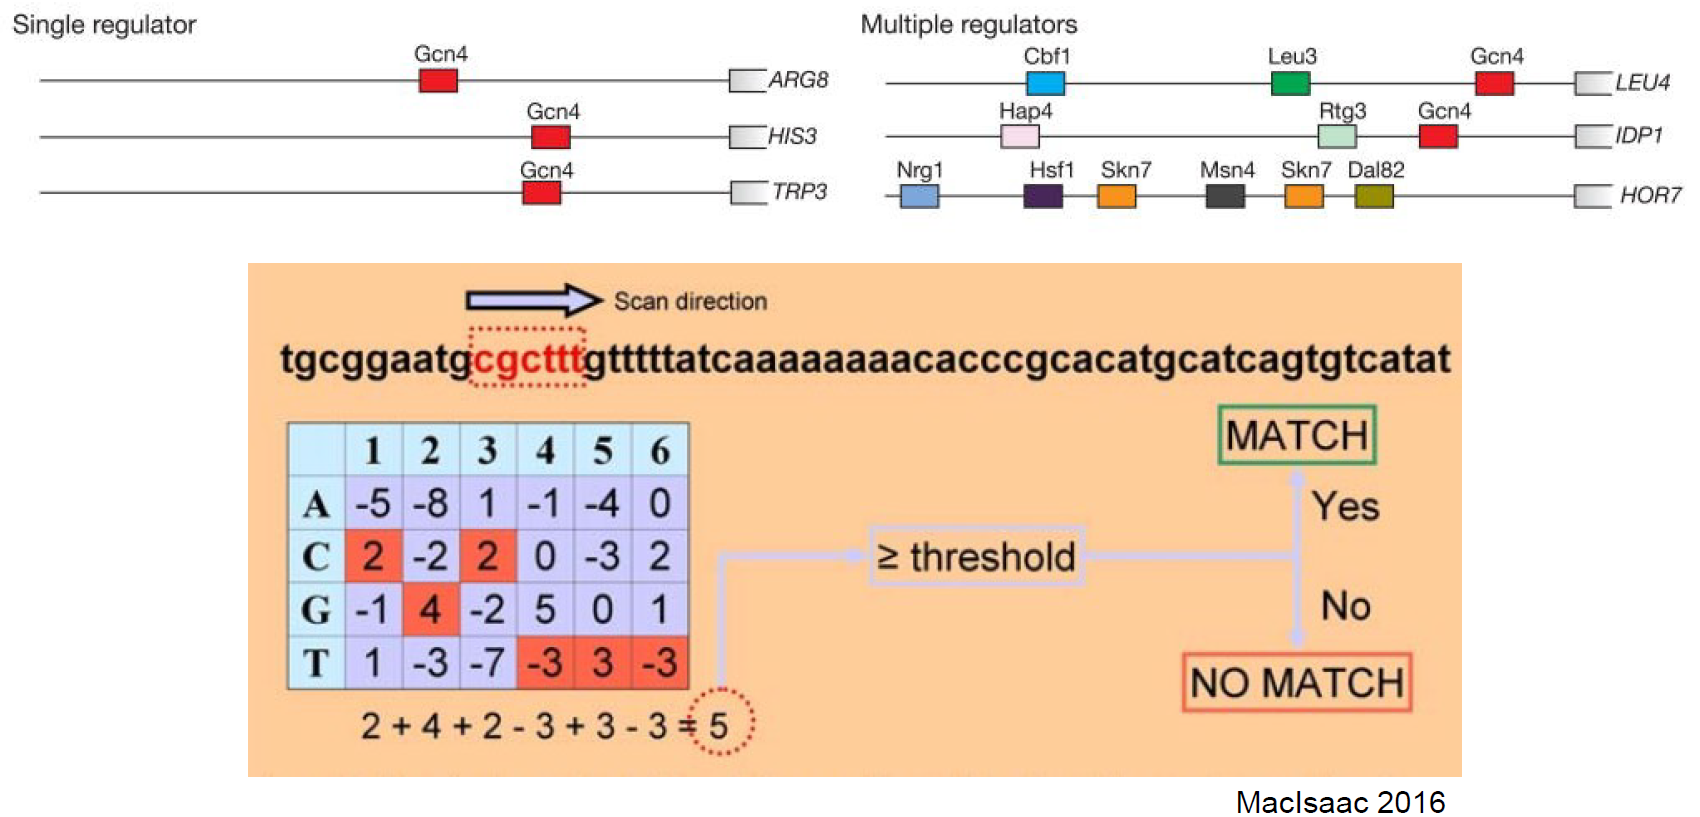 Single regulator
Gcn4
ARG8
Gcn4
HIS3
Gcn4
TRP3
Multiple regulators
Cbf1 Leu3 Gcn4
LEU4
Hap4 Rtg3 Gcn4
IDP1
Nrg1 Hsf1 Skn7 Msn4 Skn7 Dal82
HOR7
Scan direction
tgcggaatgcgctttgtttttatcaaaaaaaacacccgcacatgcatcagtgtcatat
1 2 3 4 5 6
A -5 -8 1 -1 -4 0
C 2 -2 2 0 -3 2
G -1 4 -2 5 0 1
T 1 -3 -7 -3 3 -3
2 + 4 + 2 - 3 + 3 - 3 = 5
≥ threshold
MATCH
Yes
No
NO MATCH
MacIsaac 2016